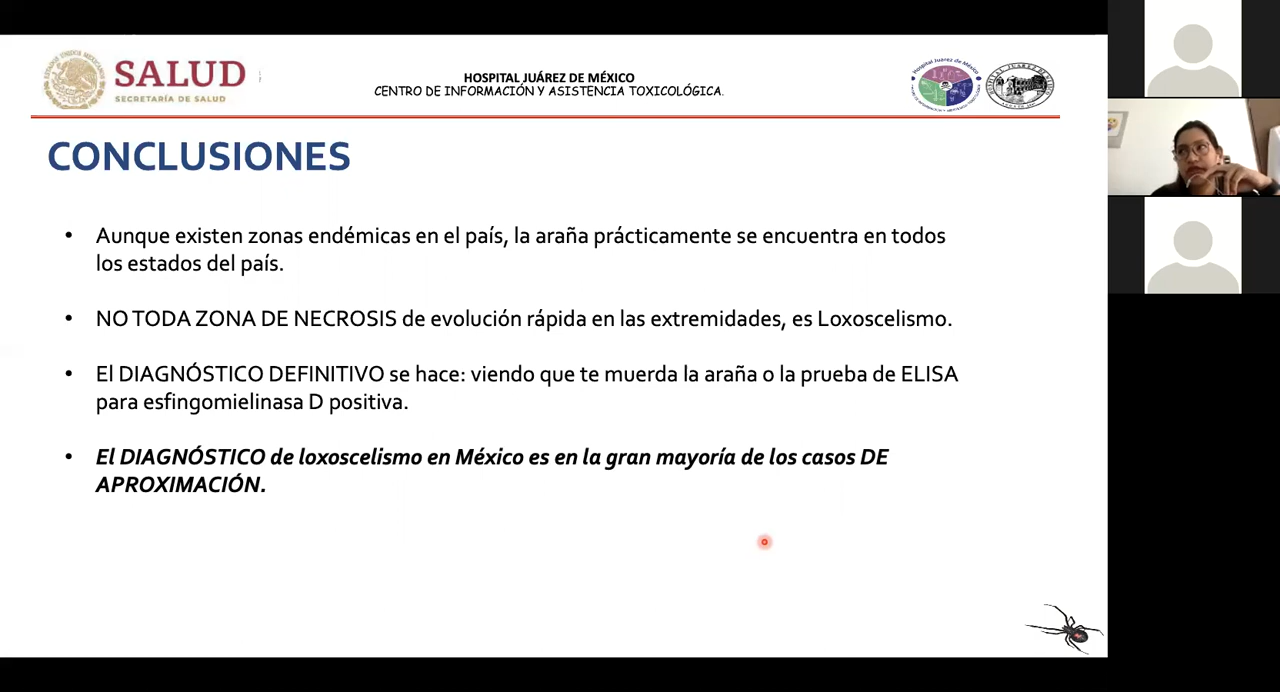 SALUD
SECRETARÍA DE SALUD
HOSPITAL JUÁREZ DE MÉXICO
CENTRO DE INFORMACIÓN Y ASISTENCIA TOXICOLÓGICA.
Hospital Juárez de México
CONCLUSIONES
• Aunque existen zonas endémicas en el país, la araña prácticamente se encuentra en todos
los estados del país.
• NO TODA ZONA DE NECROSIS de evolución rápida en las extremidades, es Loxoscelismo.
• El DIAGNÓSTICO DEFINITIVO se hace: viendo que te muerda la araña o la prueba de ELISA
para esfingomielinasa D positiva.
• El DIAGNÓSTICO de loxoscelismo en México es en la gran mayoría de los casos DE
APROXIMACIÓN.